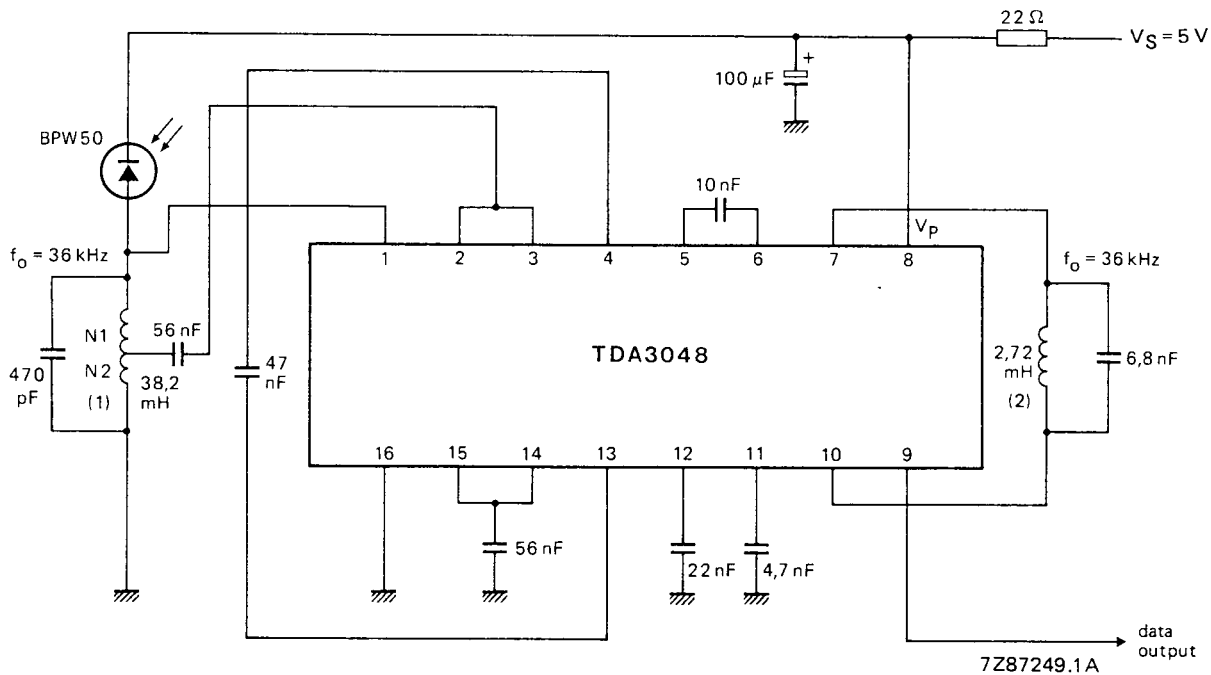 22 Ω
V_S = 5 V
+
100 μF
BPW50
10 nF
V_P
1 2 3 4 5 6 7 8
f_o = 36 kHz
f_o = 36 kHz
56 nF
N1
TDA3048
N2
470 pF
(1)
38,2 mH
47 nF
2,72 mH
(2)
6,8 nF
16 15 14 13 12 11 10 9
56 nF
22 nF
4,7 nF
data output
7Z87249.1A